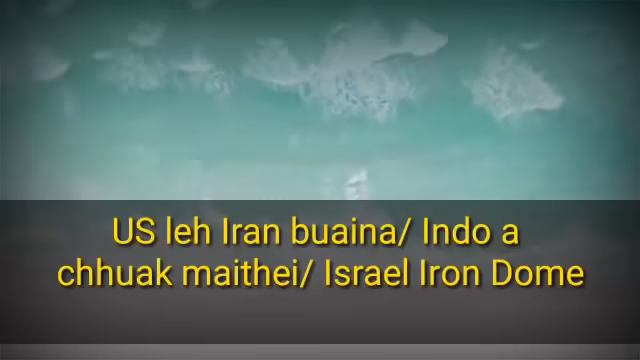 US leh Iran buaina/ Indo a
chhuak maithei/ Israel Iron Dome